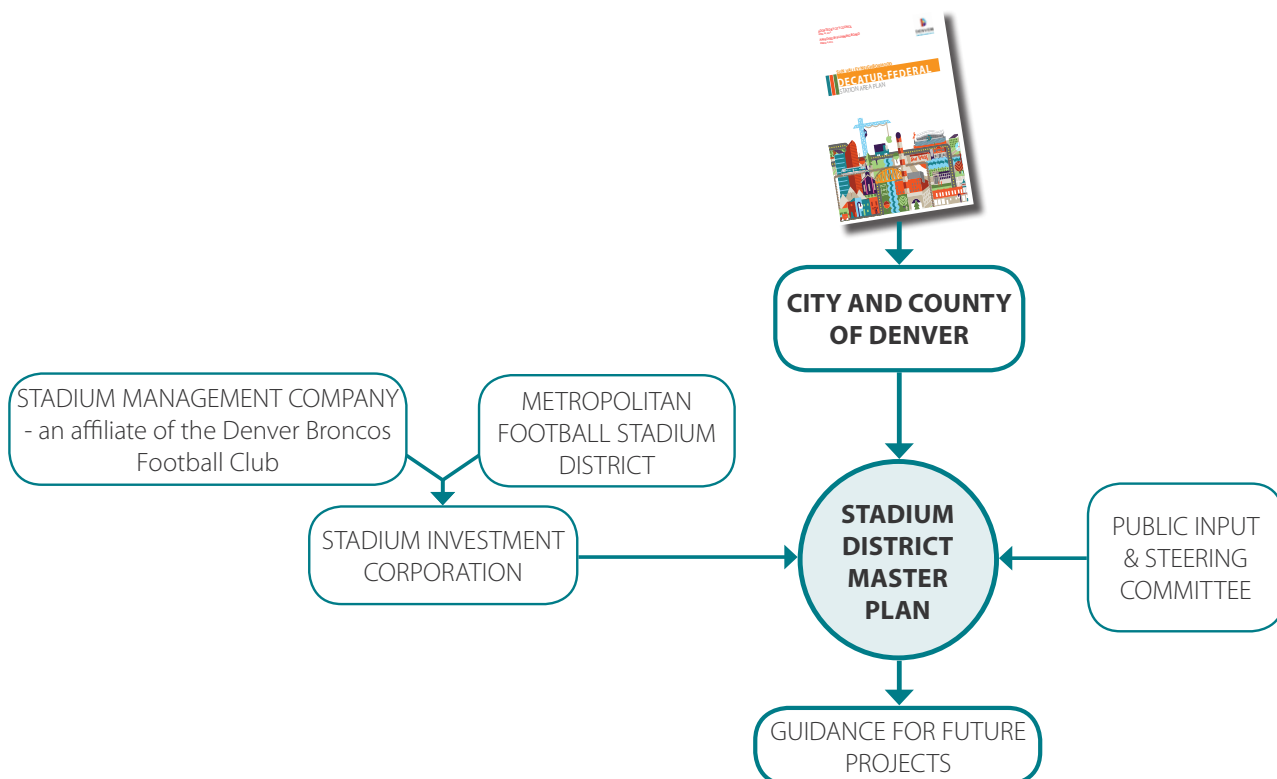 DECATUR-FEDERAL
STATION AREA PLAN
CITY AND COUNTY
OF DENVER
STADIUM MANAGEMENT COMPANY
- an affiliate of the Denver Broncos
Football Club
METROPOLITAN
FOOTBALL STADIUM
DISTRICT
STADIUM INVESTMENT
CORPORATION
STADIUM
DISTRICT
MASTER
PLAN
PUBLIC INPUT
& STEERING
COMMITTEE
GUIDANCE FOR FUTURE
PROJECTS